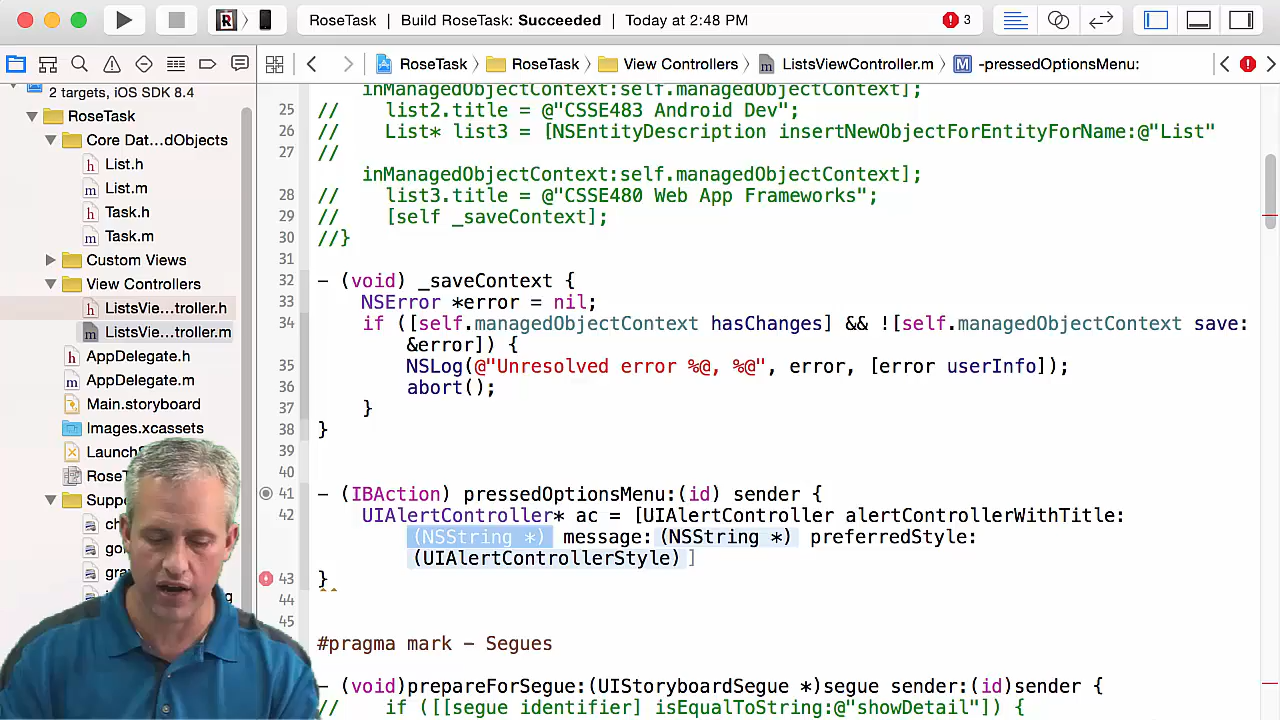 RoseTask | Build RoseTask: Succeeded | Today at 2:48 PM 3
RoseTask RoseTask View Controllers ListsViewController.m M -pressedOptionsMenu:
2 targets, iOS SDK 8.4
RoseTask
Core Dat...dObjects
h List.h
m List.m
h Task.h
m Task.m
Custom Views
View Controllers
h ListsVie...troller.h
m ListsVie...troller.m
h AppDelegate.h
m AppDelegate.m
Main.storyboard
Images.xcassets
Launch
Rose
Supp
inManagedObjectContext:self.managedObjectContext];
25 // list2.title = @"CSSE483 Android Dev";
26 // List* list3 = [NSEntityDescription insertNewObjectForEntityForName:@"List"
27 //
inManagedObjectContext:self.managedObjectContext];
28 // list3.title = @"CSSE480 Web App Frameworks";
29 // [self _saveContext];
30 //}
31
32 - (void) _saveContext {
33 NSError *error = nil;
34 if ([self.managedObjectContext hasChanges] && ![self.managedObjectContext save:
&error]) {
35 NSLog(@"Unresolved error %@, %@", error, [error userInfo]);
36 abort();
37 }
38 }
39
40
41 - (IBAction) pressedOptionsMenu:(id) sender {
42 UIAlertController* ac = [UIAlertController alertControllerWithTitle:
(NSString *) message:(NSString *) preferredStyle:
(UIAlertControllerStyle)]
43 }
44
45
#pragma mark - Segues
- (void)prepareForSegue:(UIStoryboardSegue *)segue sender:(id)sender {
// if ([[segue identifier] isEqualToString:@"showDetail"]) {